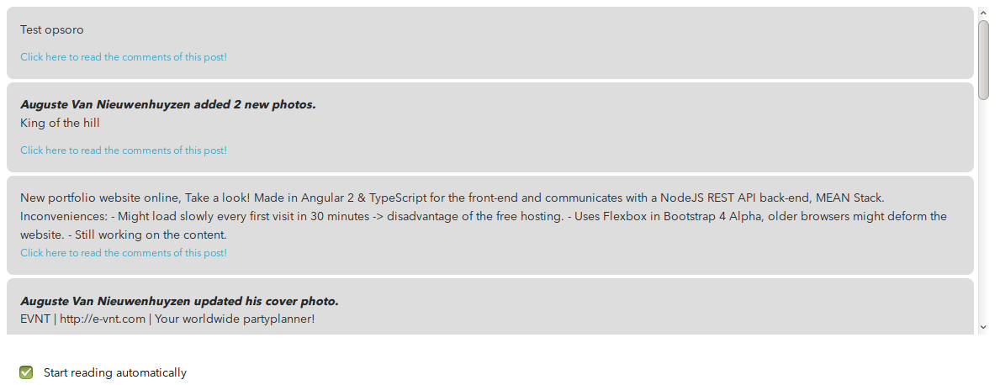 Test opsoro
Click here to read the comments of this post!
Auguste Van Nieuwenhuyzen added 2 new photos.
King of the hill
Click here to read the comments of this post!
New portfolio website online, Take a look! Made in Angular 2 & TypeScript for the front-end and communicates with a NodeJS REST API back-end, MEAN Stack.
Inconveniences: - Might load slowly every first visit in 30 minutes -> disadvantage of the free hosting. - Uses Flexbox in Bootstrap 4 Alpha, older browsers might deform the
website. - Still working on the content.
Click here to read the comments of this post!
Auguste Van Nieuwenhuyzen updated his cover photo.
EVNT | http://e-vnt.com | Your worldwide partyplanner!
Start reading automatically